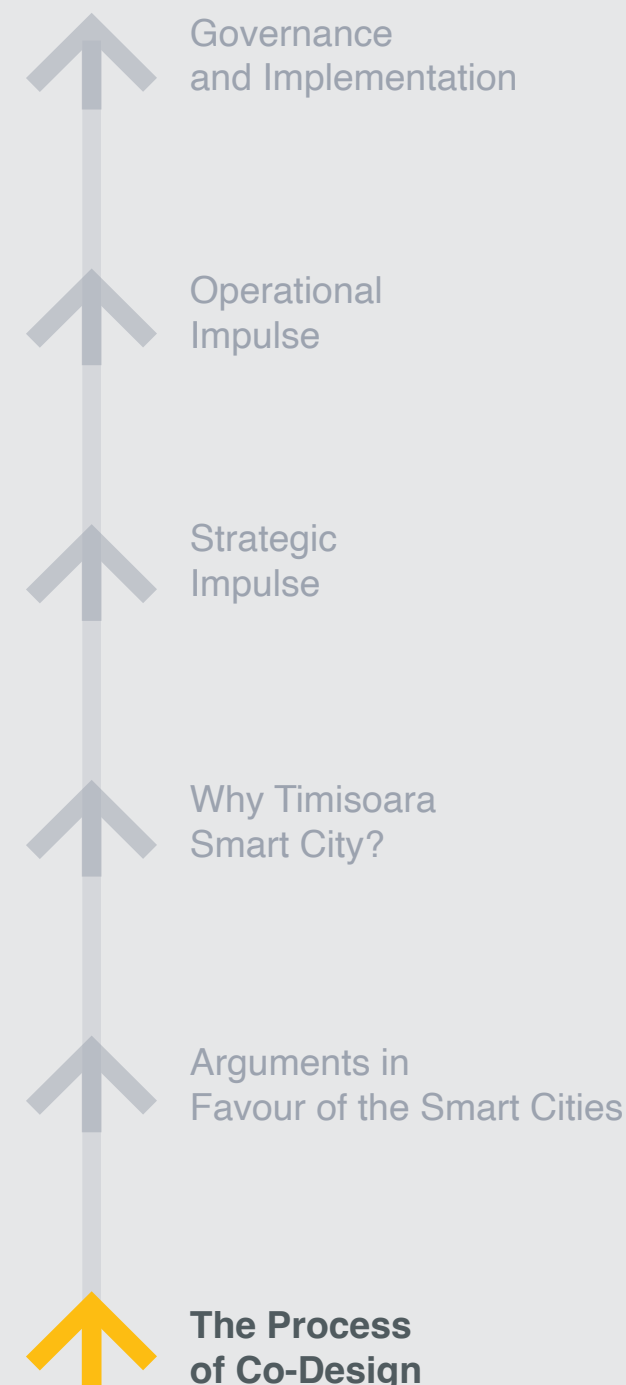 Governance
and Implementation
Operational
Impulse
Strategic
Impulse
Why Timisoara
Smart City?
Arguments in
Favour of the Smart Cities
The Process
of Co-Design